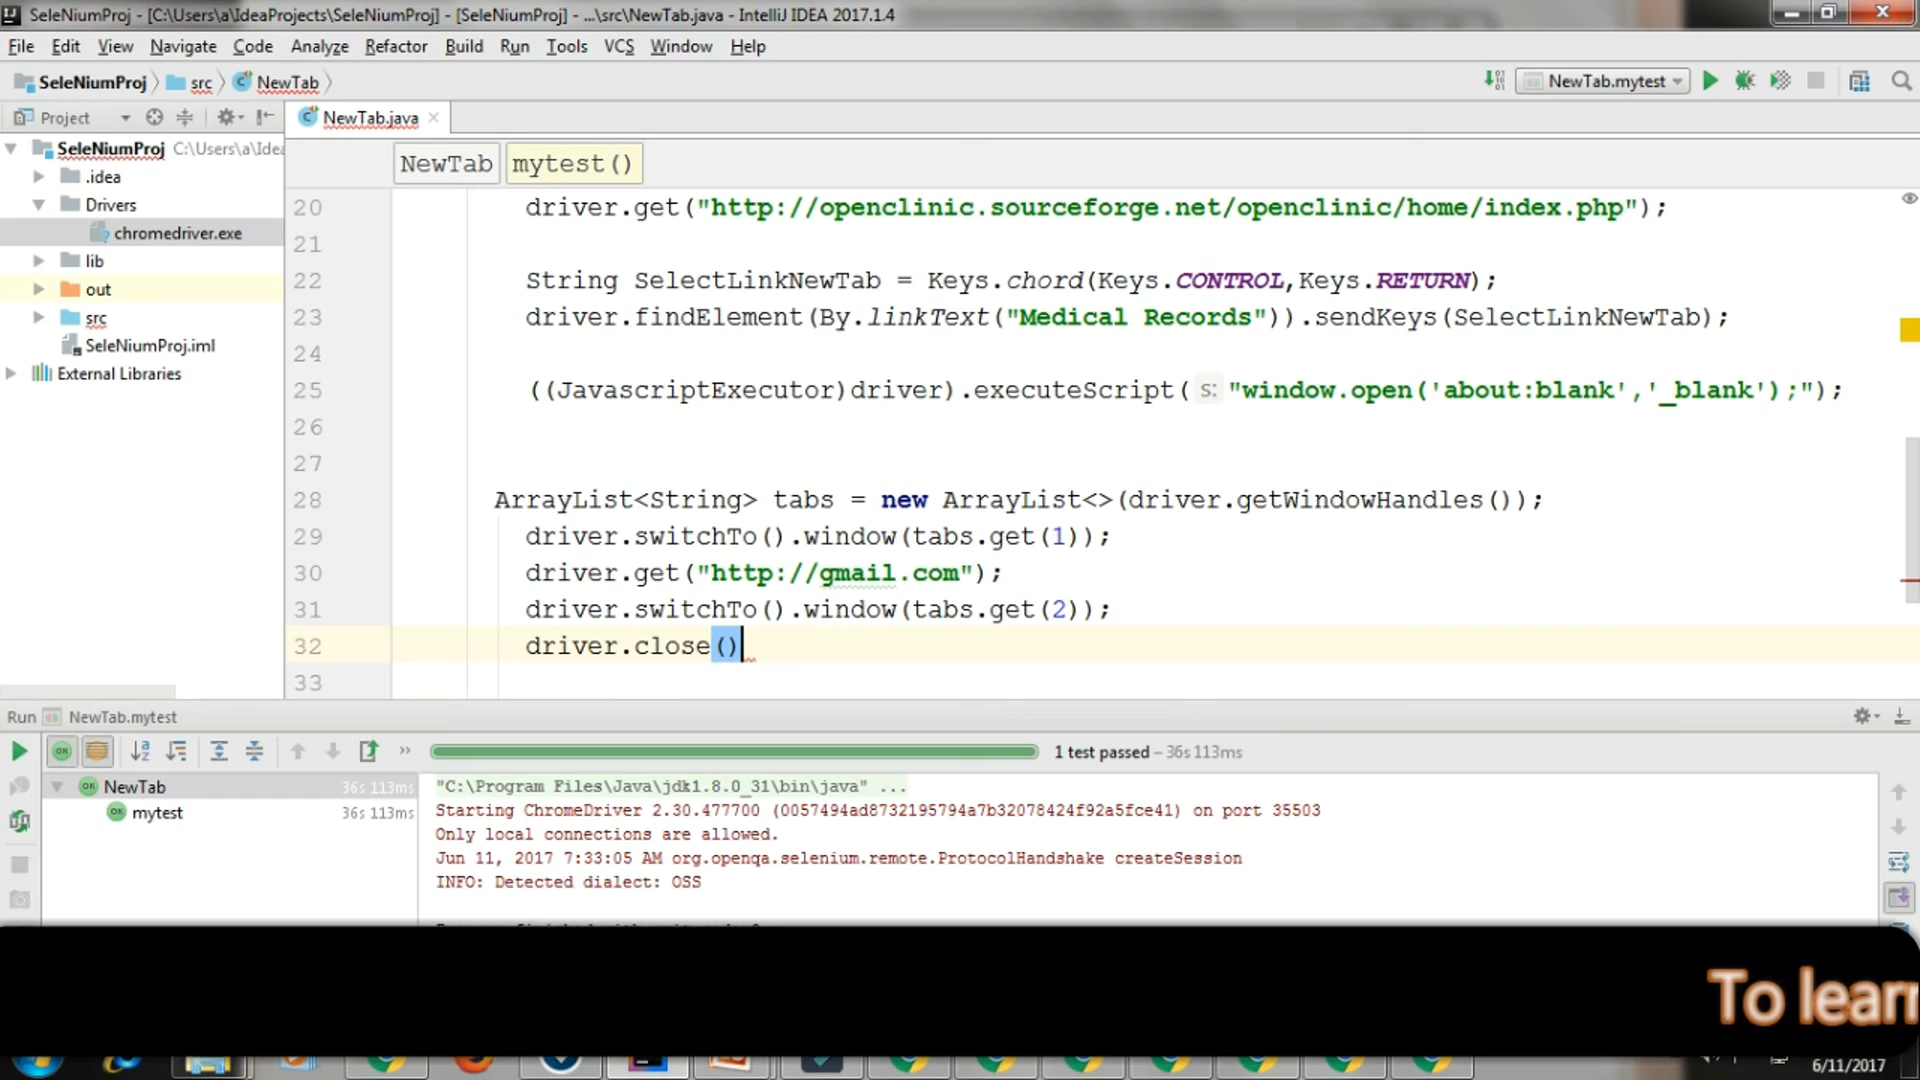 SeleNiumProj - [C:\Users\a\IdeaProjects\SeleNiumProj] - [SeleNiumProj] - ...\src\NewTab.java - IntelliJ IDEA 2017.1.4
File Edit View Navigate Code Analyze Refactor Build Run Tools VCS Window Help
SeleNiumProj src NewTab NewTab.mytest
Project NewTab.java
SeleNiumProj C:\Users\a\Idea
.idea
Drivers
chromedriver.exe
lib
out
src
SeleNiumProj.iml
External Libraries
NewTab mytest()
20 driver.get("http://openclinic.sourceforge.net/openclinic/home/index.php");
21
22 String SelectLinkNewTab = Keys.chord(Keys.CONTROL,Keys.RETURN);
23 driver.findElement(By.linkText("Medical Records")).sendKeys(SelectLinkNewTab);
24
25 ((JavascriptExecutor)driver).executeScript( s: "window.open('about:blank','_blank');");
26
27
28 ArrayList<String> tabs = new ArrayList<>(driver.getWindowHandles());
29 driver.switchTo().window(tabs.get(1));
30 driver.get("http://gmail.com");
31 driver.switchTo().window(tabs.get(2));
32 driver.close()
33
Run NewTab.mytest
1 test passed – 36s 113ms
NewTab 36s 113ms
mytest 36s 113ms
"C:\Program Files\Java\jdk1.8.0_31\bin\java" ...
Starting ChromeDriver 2.30.477700 (0057494ad8732195794a7b32078424f92a5fce41) on port 35503
Only local connections are allowed.
Jun 11, 2017 7:33:05 AM org.openqa.selenium.remote.ProtocolHandshake createSession
INFO: Detected dialect: OSS
To learn
6/11/2017